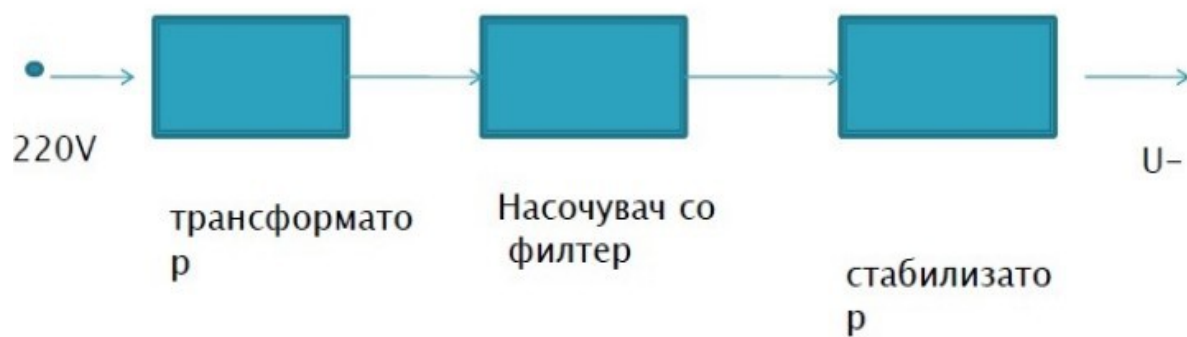 220V
трансформато
р
Насочувач со
филтер
стабилизато
р
U-